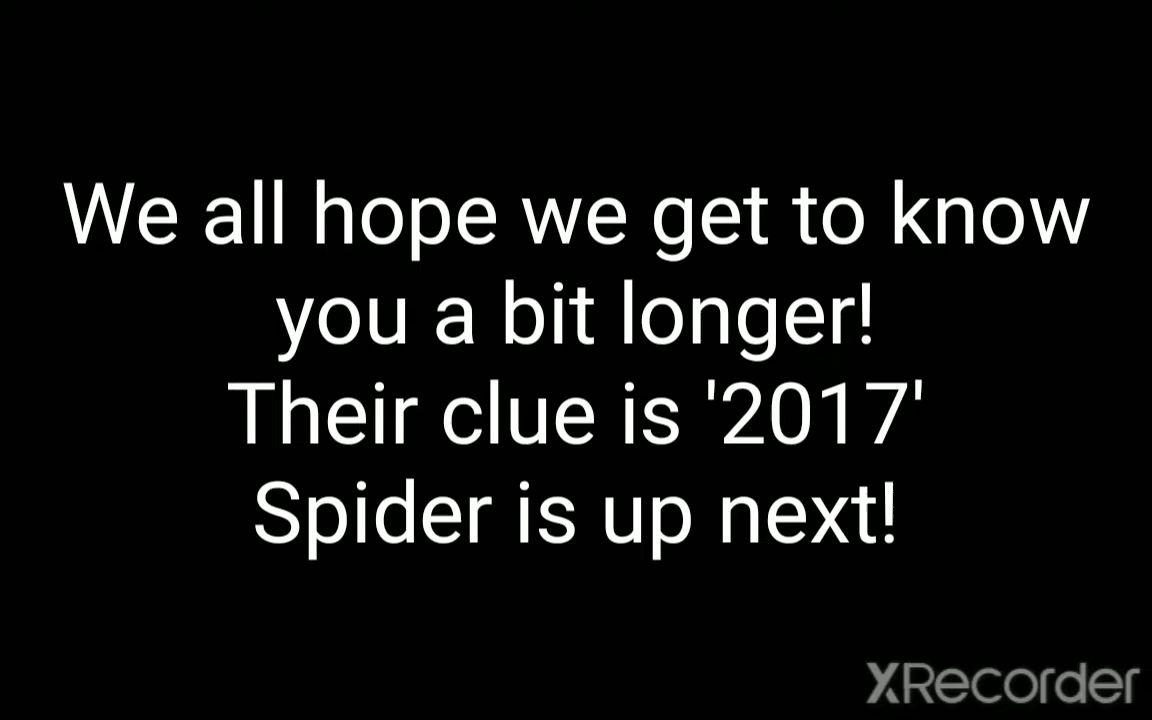 We all hope we get to know
you a bit longer!
Their clue is '2017'
Spider is up next!
XRecorder